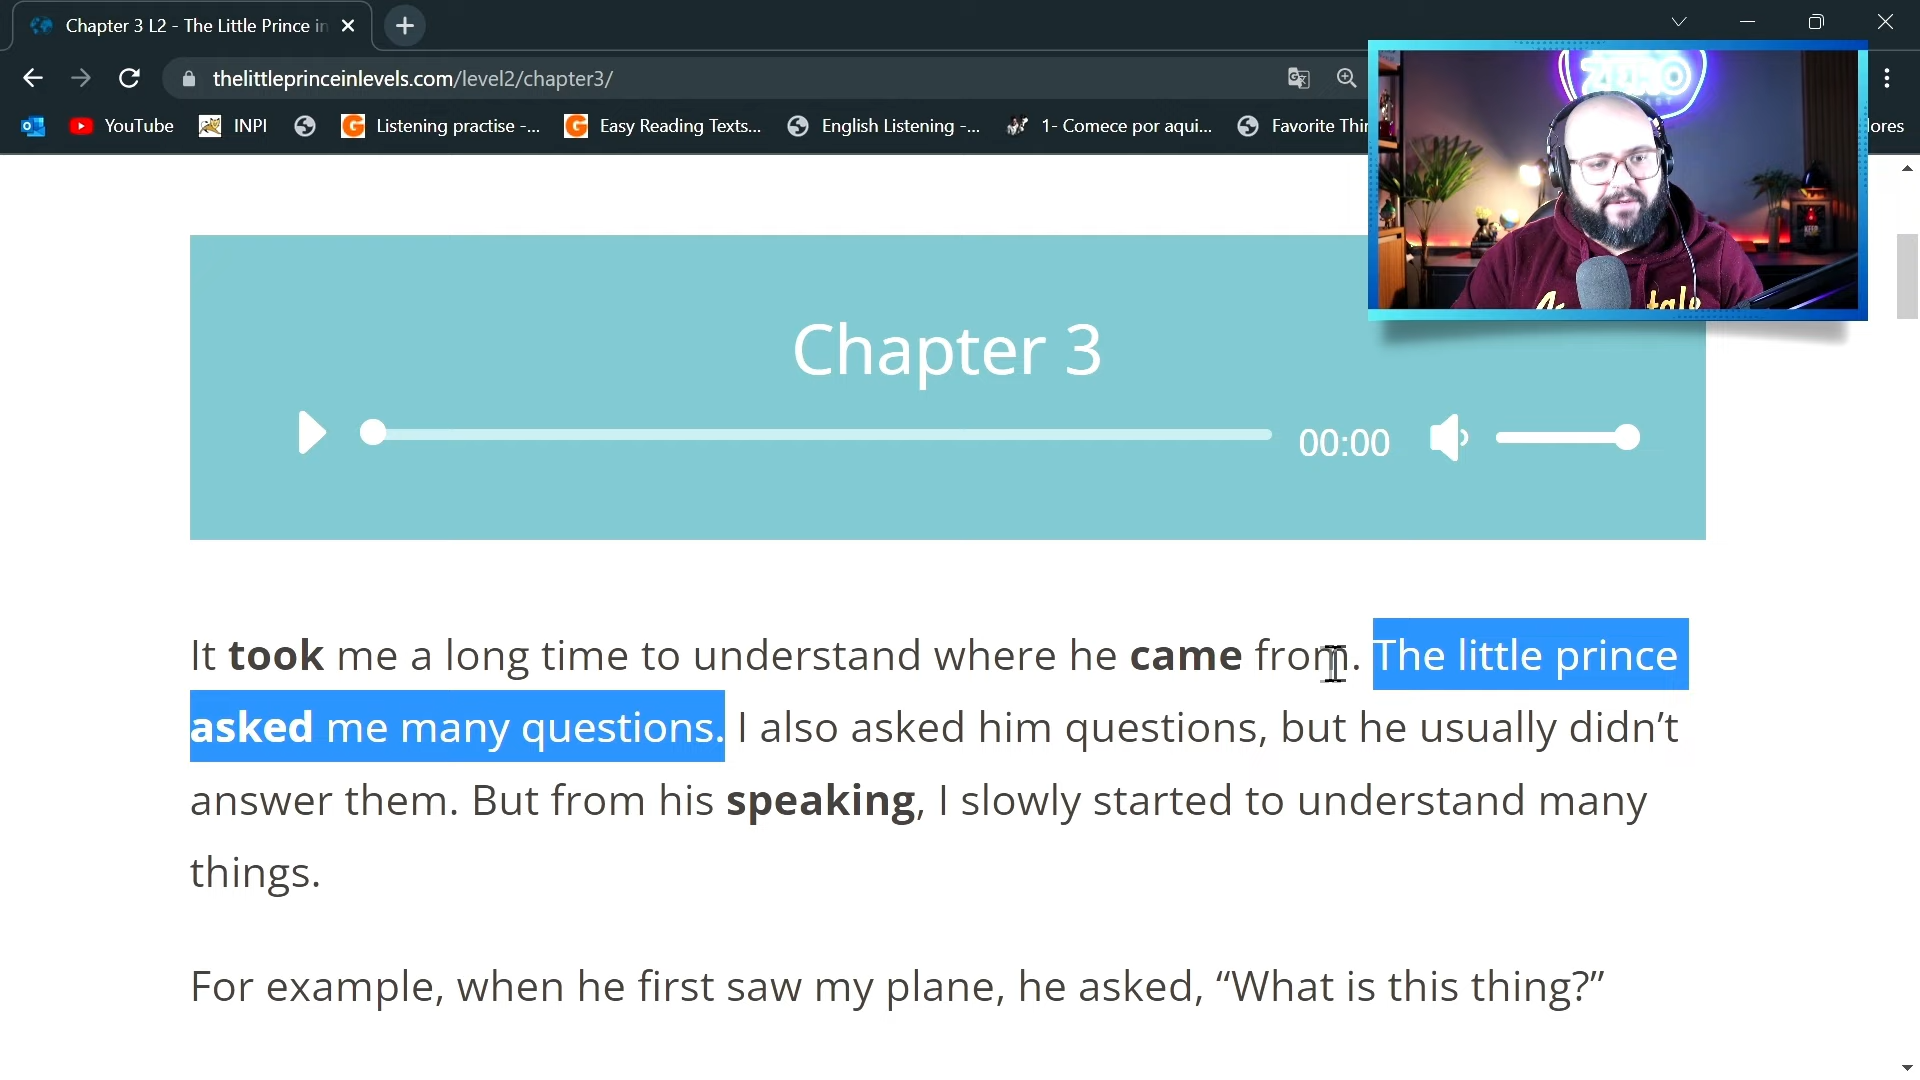 Chapter 3 L2 - The Little Prince in
thelittleprinceinlevels.com/level2/chapter3/
YouTube INPI Listening practise -... Easy Reading Texts... English Listening -... 1- Comece por aqui... Favorite Thin
ZERO
Chapter 3
00:00
It took me a long time to understand where he came from. The little prince
asked me many questions. I also asked him questions, but he usually didn’t
answer them. But from his speaking, I slowly started to understand many
things.
For example, when he first saw my plane, he asked, “What is this thing?”